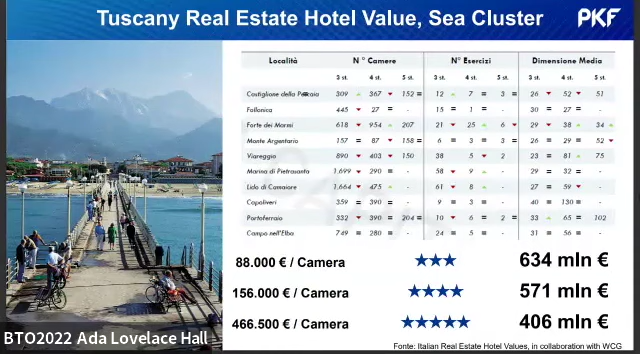 Tuscany Real Estate Hotel Value, Sea Cluster
PKF
Località N° Camere N° Esercizi Dimensione Media
3 st. 4 st. 5 st. 3 st. 4 st. 5 st. 3 st. 4 st. 5 st.
Castiglione della Pescaia 309 367 152 = 12 7 = 3 = 26 52 51
Follonica 445 27 = - 15 = 1 = - 30 = 27 = -
Forte dei Marmi 618 954 207 21 25 6 29 38 34
Monte Argentario 157 = 87 158 = 6 = 3 = 3 = 26 = 29 52
Viareggio 890 403 150 38 5 2 23 = 81 75
Marina di Pietrasanta 1.699 290 = - 58 9 - 29 = 32 = -
Lido di Camaiore 1.664 475 - 61 8 - 27 = 59 -
Capoliveri 359 = 390 = - 9 = 3 = - 40 = 130 = -
Portoferraio 332 390 = 204 = 10 6 = 2 = 33 65 = 102
Campo nell'Elba 749 = 280 = - 24 = 5 = - 31 = 56 = -
88.000 € / Camera ★★★ 634 mln €
156.000 € / Camera ★★★★ 571 mln €
466.500 € / Camera ★★★★★ 406 mln €
BTO2022 Ada Lovelace Hall
Fonte: Italian Real Estate Hotel Values, in collaboration with WCG